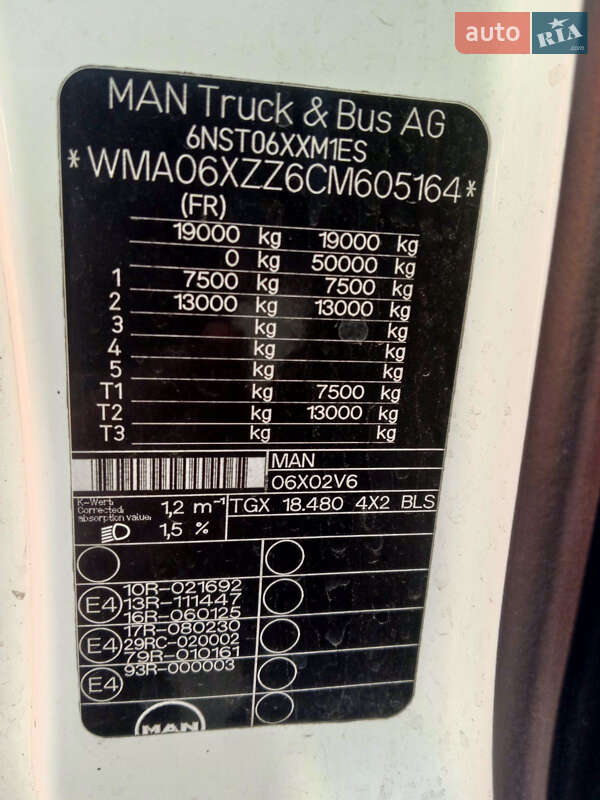 auto RIA .com
MAN Truck & Bus AG
6NST06XXM1ES
*WMA06XZZ6CM605164*
(FR)
19000 kg 19000 kg
0 kg 50000 kg
1 7500 kg 7500 kg
2 13000 kg 13000 kg
3 kg kg
4 kg kg
5 kg kg
T1 kg 7500 kg
T2 kg 13000 kg
T3 kg kg
MAN
06X02V6
K-Wert:
Corrected
absorption value:
1,2 m⁻¹
TGX 18.480 4X2 BLS
1,5 %
10R-021692
E4 13R-111447
16R-060125
17R-080230
E4 29RC-020002
79R-010161
93R-000003
E4
MAN